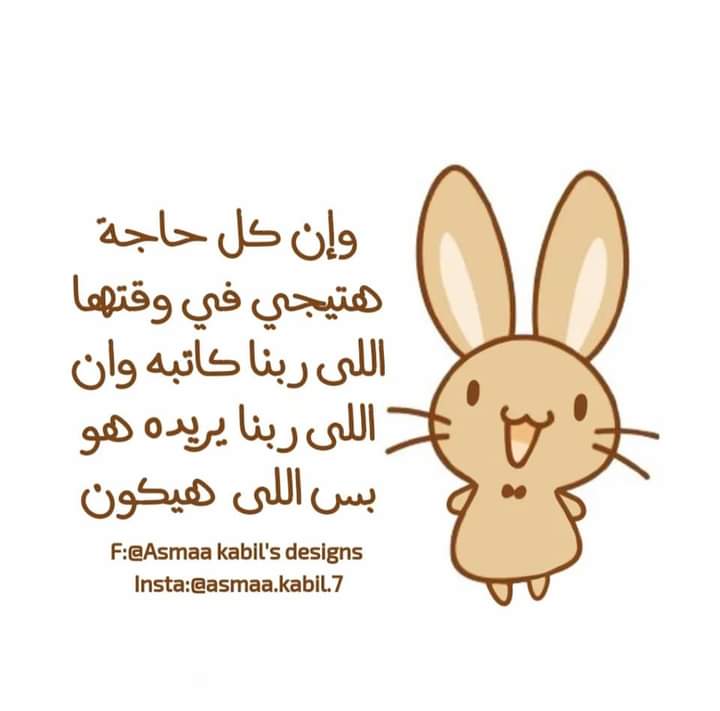 وإن كل حاجة
هتيجي في وقتها
اللى ربنا كاتبه وان
اللى ربنا يريده هو
بس اللى هيكون
F:@Asmaa kabil's designs
Insta:@asmaa.kabil.7